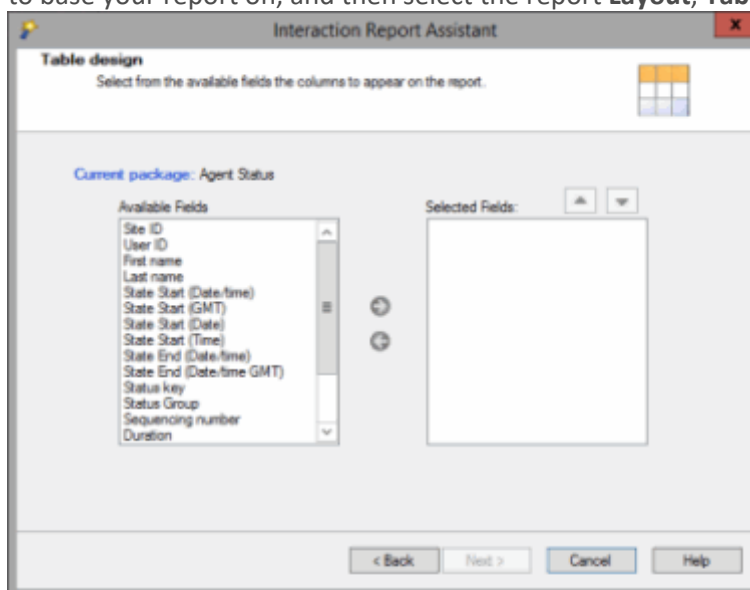 to base your report on, and then select the report Layout, Tab
Interaction Report Assistant
x
Table design
Select from the available fields the columns to appear on the report.
Current package: Agent Status
Available Fields
Selected Fields:
Site ID
User ID
First name
Last name
State Start (Date/time)
State Start (GMT)
State Start (Date)
State Start (Time)
State End (Date/time)
State End (Date/time GMT)
Status key
Status Group
Sequencing number
Duration
< Back
Next >
Cancel
Help